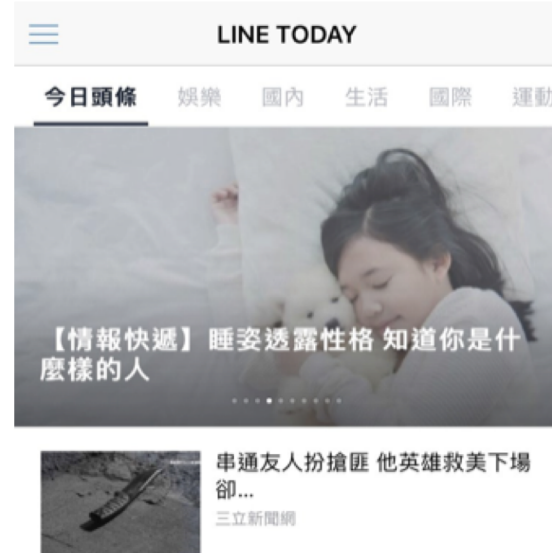 LINE TODAY
今日頭條 娛樂 國內 生活 國際 運動
【情報快遞】睡姿透露性格 知道你是什
麼樣的人
串通友人扮搶匪 他英雄救美下場
卻...
三立新聞網